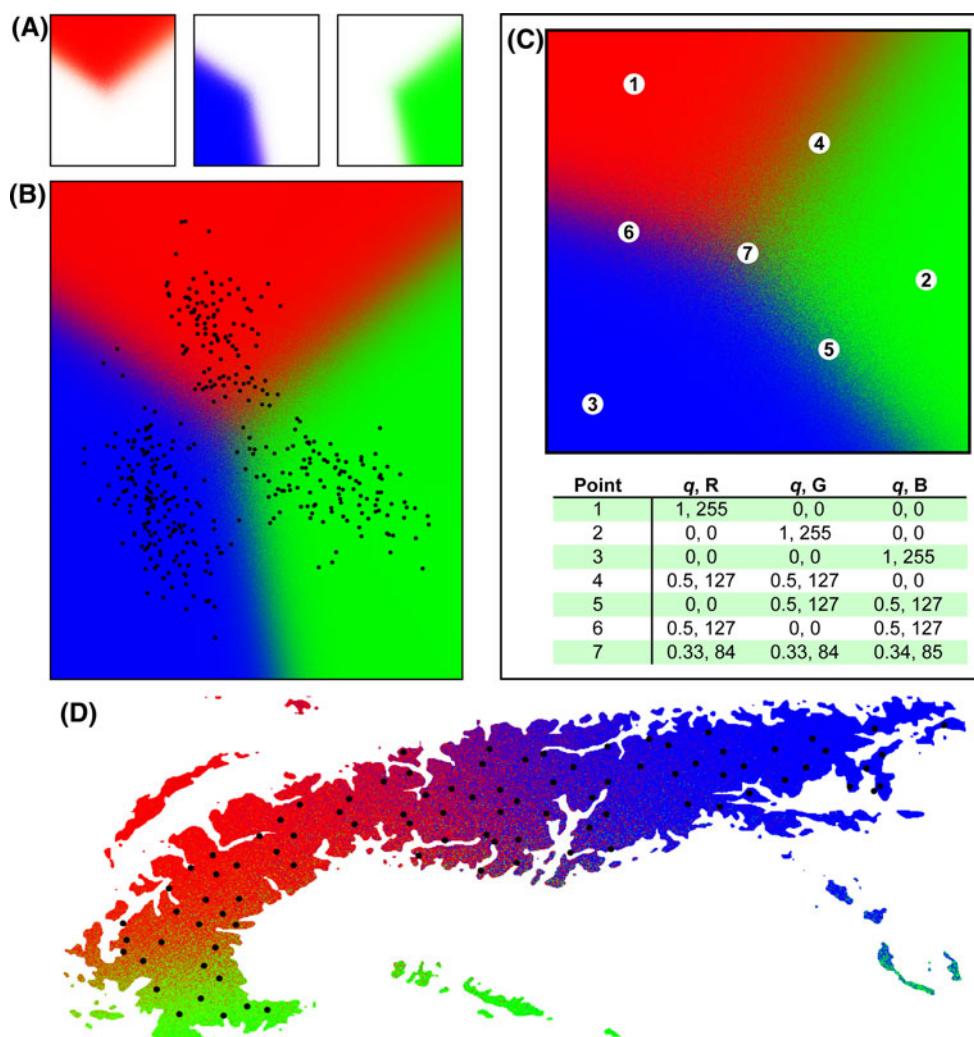 (A)
(B)
(C)
1
4
6
7
2
5
3
Point q, R q, G q, B
1 1, 255 0, 0 0, 0
2 0, 0 1, 255 0, 0
3 0, 0 0, 0 1, 255
4 0.5, 127 0.5, 127 0, 0
5 0, 0 0.5, 127 0.5, 127
6 0.5, 127 0, 0 0.5, 127
7 0.33, 84 0.33, 84 0.34, 85
(D)